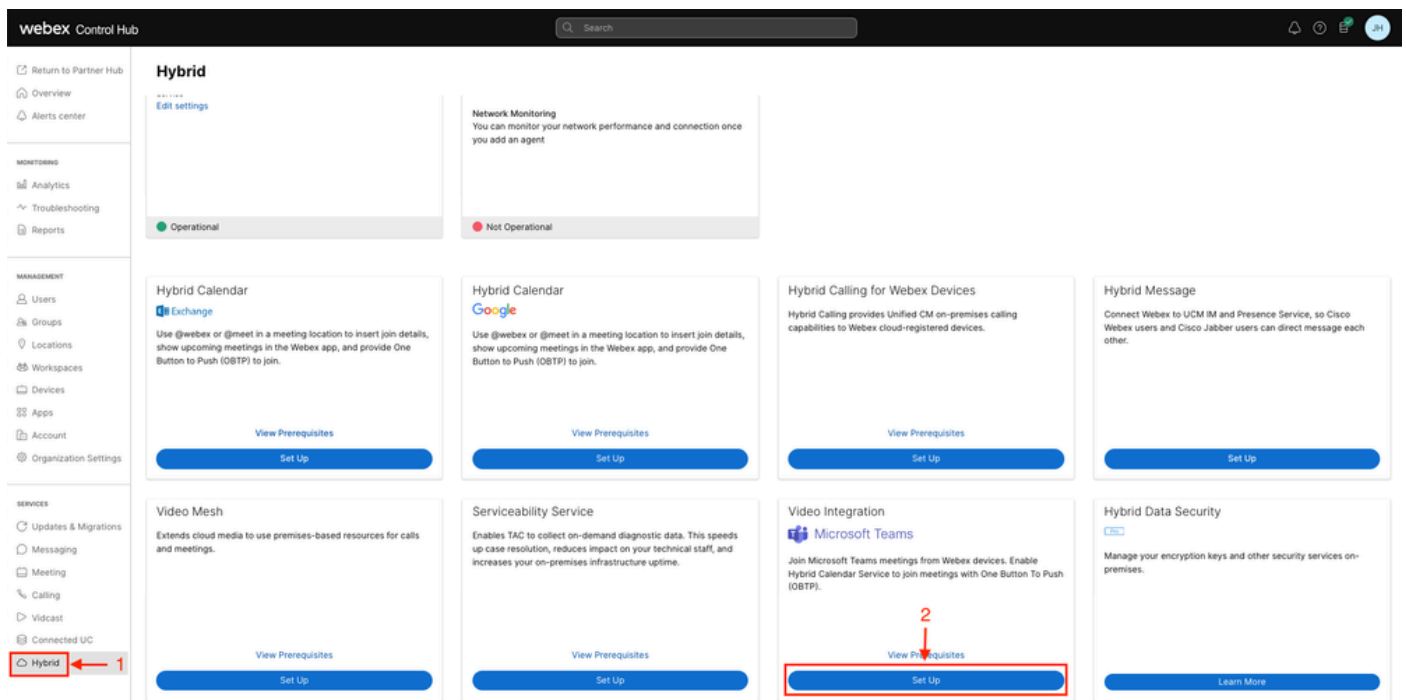 webex Control Hub
Search
JH
Return to Partner Hub
Overview
Alerts center
MONITORING
Analytics
Troubleshooting
Reports
MANAGEMENT
Users
Groups
Locations
Workspaces
Devices
Apps
Account
Organization Settings
SERVICES
Updates & Migrations
Messaging
Meeting
Calling
Vidcast
Connected UC
Hybrid
1
Hybrid
Edit settings
Operational
Network Monitoring
You can monitor your network performance and connection once
you add an agent
Not Operational
Hybrid Calendar
Exchange
Use @webex or @meet in a meeting location to insert join details,
show upcoming meetings in the Webex app, and provide One
Button to Push (OBTP) to join.
View Prerequisites
Set Up
Hybrid Calendar
Google
Use @webex or @meet in a meeting location to insert join details,
show upcoming meetings in the Webex app, and provide One
Button to Push (OBTP) to join.
View Prerequisites
Set Up
Hybrid Calling for Webex Devices
Hybrid Calling provides Unified CM on-premises calling
capabilities to Webex cloud-registered devices.
View Prerequisites
Set Up
Hybrid Message
Connect Webex to UCM IM and Presence Service, so Cisco
Webex users and Cisco Jabber users can direct message each
other.
Set Up
Video Mesh
Extends cloud media to use premises-based resources for calls
and meetings.
View Prerequisites
Set Up
Serviceability Service
Enables TAC to collect on-demand diagnostic data. This speeds
up case resolution, reduces impact on your technical staff, and
increases your on-premises infrastructure uptime.
View Prerequisites
Set Up
Video Integration
Microsoft Teams
Join Microsoft Teams meetings from Webex devices. Enable
Hybrid Calendar Service to join meetings with One Button To Push
(OBTP).
2
View Prerequisites
Set Up
Hybrid Data Security
Pro
Manage your encryption keys and other security services on-
premises.
Learn More